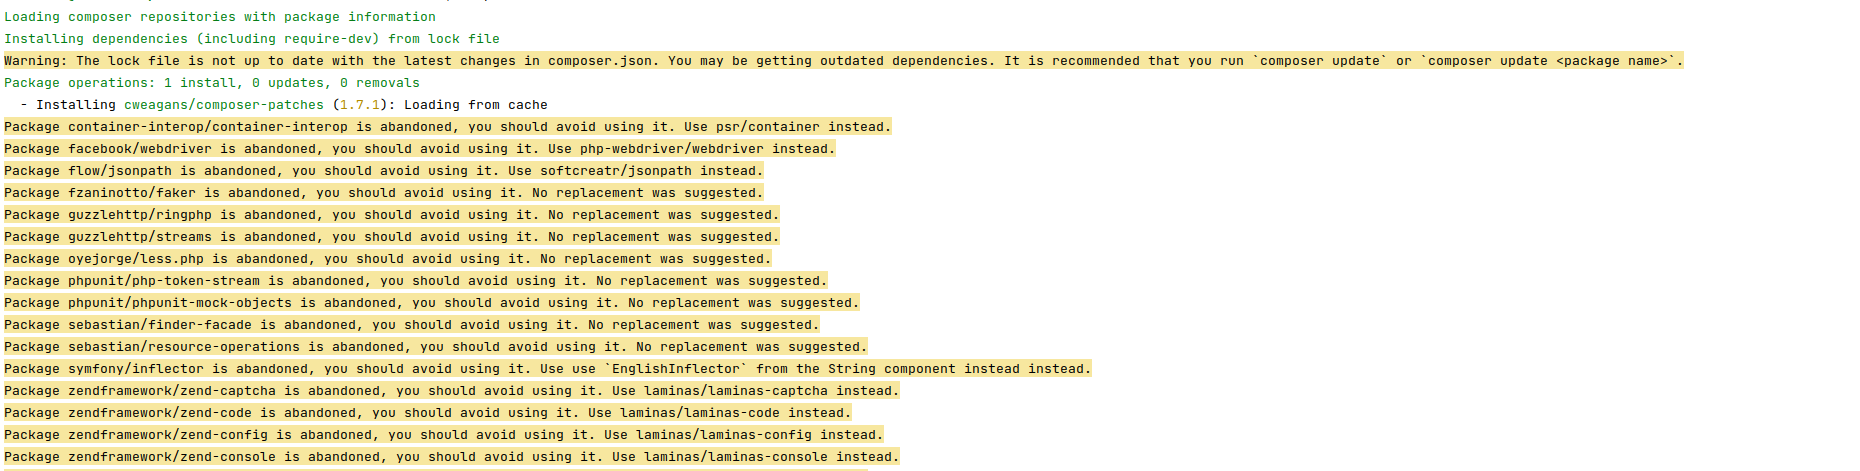 Loading composer repositories with package information
Installing dependencies (including require-dev) from lock file
Warning: The lock file is not up to date with the latest changes in composer.json. You may be getting outdated dependencies. It is recommended that you run `composer update` or `composer update <package name>`.
Package operations: 1 install, 0 updates, 0 removals
  - Installing cweagans/composer-patches (1.7.1): Loading from cache
Package container-interop/container-interop is abandoned, you should avoid using it. Use psr/container instead.
Package facebook/webdriver is abandoned, you should avoid using it. Use php-webdriver/webdriver instead.
Package flow/jsonpath is abandoned, you should avoid using it. Use softcreatr/jsonpath instead.
Package fzaninotto/faker is abandoned, you should avoid using it. No replacement was suggested.
Package guzzlehttp/ringphp is abandoned, you should avoid using it. No replacement was suggested.
Package guzzlehttp/streams is abandoned, you should avoid using it. No replacement was suggested.
Package oyejorge/less.php is abandoned, you should avoid using it. No replacement was suggested.
Package phpunit/php-token-stream is abandoned, you should avoid using it. No replacement was suggested.
Package phpunit/phpunit-mock-objects is abandoned, you should avoid using it. No replacement was suggested.
Package sebastian/finder-facade is abandoned, you should avoid using it. No replacement was suggested.
Package sebastian/resource-operations is abandoned, you should avoid using it. No replacement was suggested.
Package symfony/inflector is abandoned, you should avoid using it. Use use `EnglishInflector` from the String component instead instead.
Package zendframework/zend-captcha is abandoned, you should avoid using it. Use laminas/laminas-captcha instead.
Package zendframework/zend-code is abandoned, you should avoid using it. Use laminas/laminas-code instead.
Package zendframework/zend-config is abandoned, you should avoid using it. Use laminas/laminas-config instead.
Package zendframework/zend-console is abandoned, you should avoid using it. Use laminas/laminas-console instead.